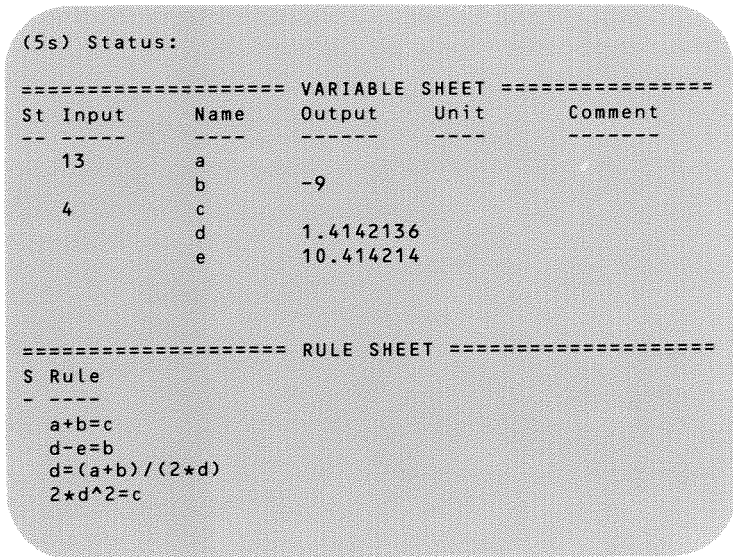 (5s) Status:
==================== VARIABLE SHEET ================
St Input Name Output Unit Comment
-- ----- ---- ------ ---- -------
13 a
b -9
4 c
d 1.4142136
e 10.414214
==================== RULE SHEET ====================
S Rule
- ----
a+b=c
d-e=b
d=(a+b)/(2*d)
2*d^2=c